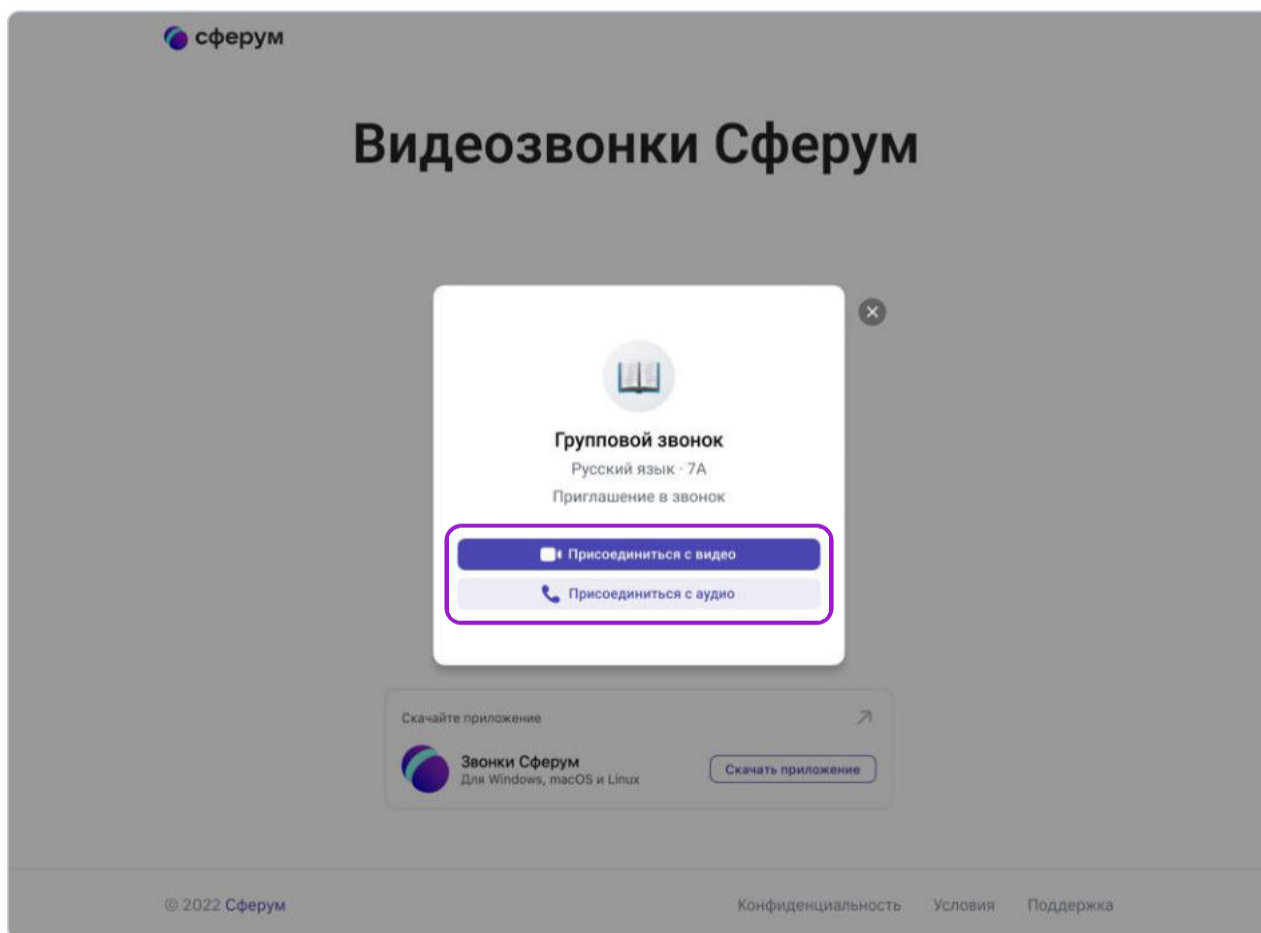 сферум
Видеозвонки Сферум
Групповой звонок
Русский язык · 7А
Приглашение в звонок
Присоединиться с видео
Присоединиться с аудио
Скачайте приложение
Звонки Сферум
Для Windows, macOS и Linux
Скачать приложение
© 2022 Сферум
Конфиденциальность Условия Поддержка